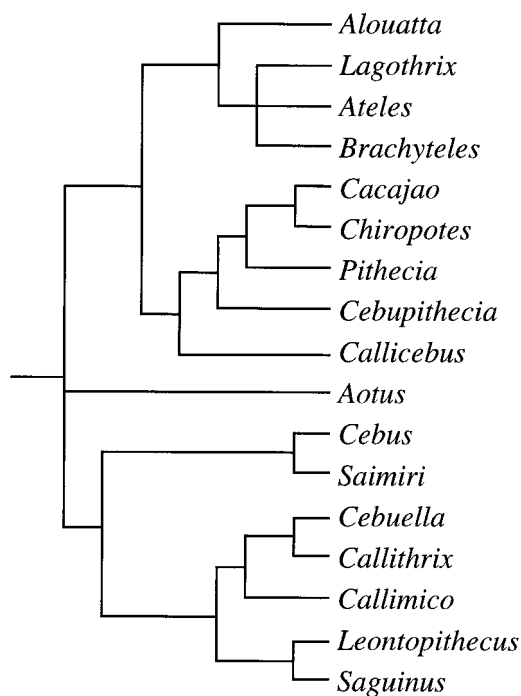 Alouatta
Lagothrix
Ateles
Brachyteles
Cacajao
Chiropotes
Pithecia
Cebupithecia
Callicebus
Aotus
Cebus
Saimiri
Cebuella
Callithrix
Callimico
Leontopithecus
Saguinus